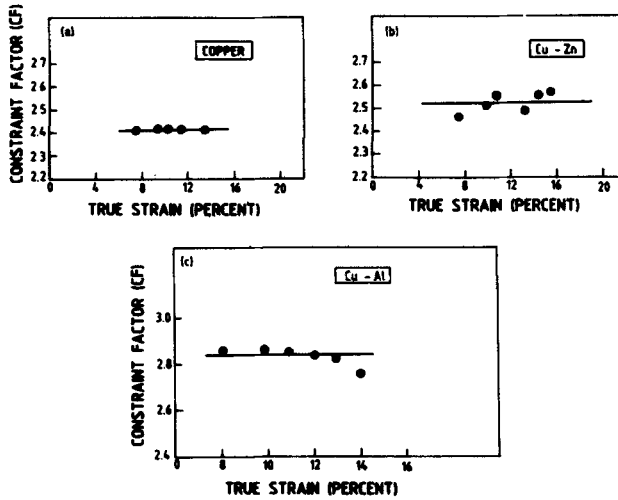 (a)
COPPER
CONSTRAINT FACTOR (CF)
2.7
2.6
2.5
2.4
2.3
2.2
0 4 8 12 16 20
TRUE STRAIN (PERCENT)
(b)
Cu - Zn
2.7
2.6
2.5
2.4
2.3
2.2
0 4 8 12 16 20
TRUE STRAIN (PERCENT)
(c)
Cu - Al
CONSTRAINT FACTOR (CF)
3.0
2.8
2.6
2.4
0 8 10 12 14 16
TRUE STRAIN (PERCENT)